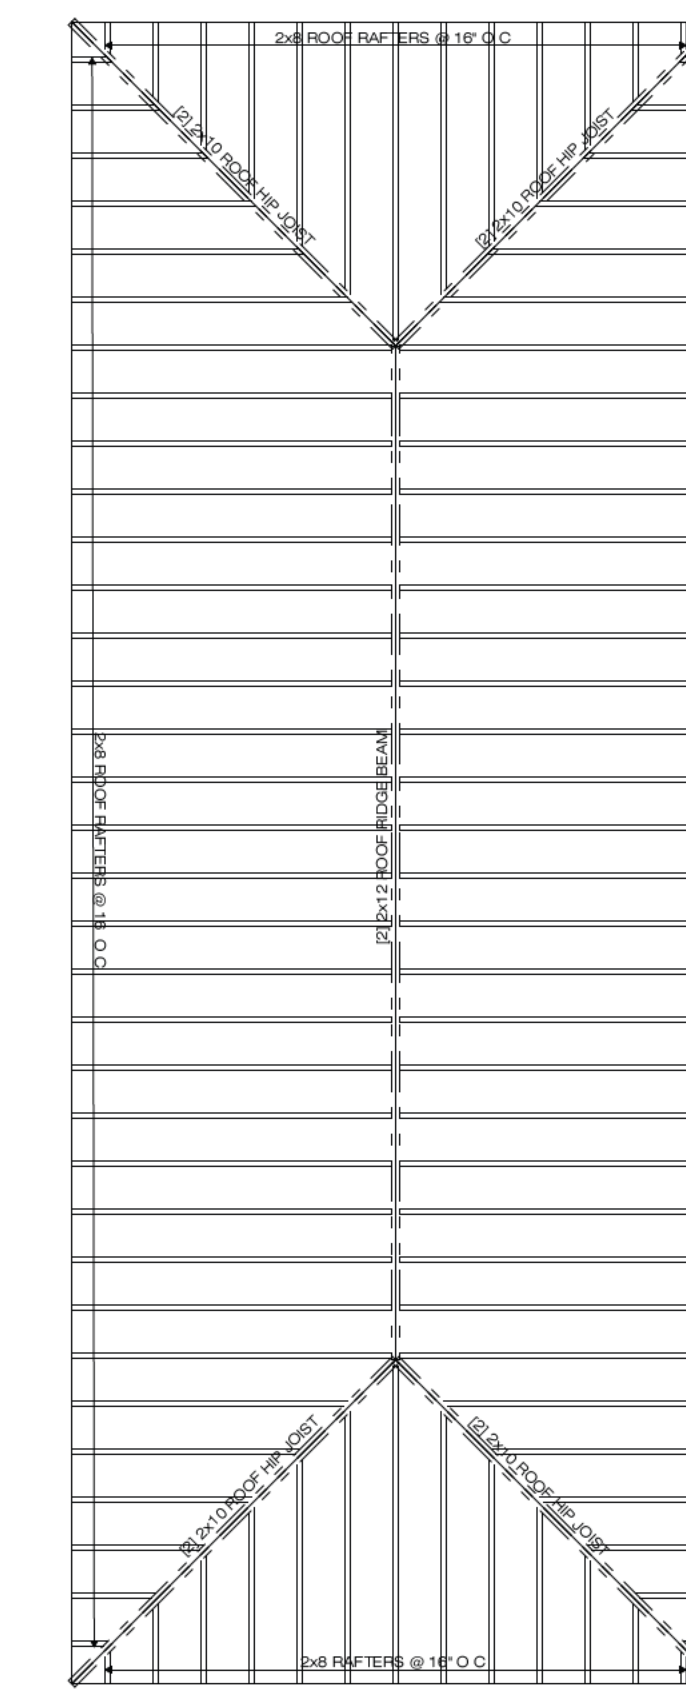 2x8 ROOF RAFTERS @ 16" O C
[2] 2x10 ROOF HIP JOIST
[2] 2x10 ROOF HIP JOIST
2x8 ROOF RAFTERS @ 16 O C
[2] 2x12 ROOF RIDGE BEAM
[2] 2x10 ROOF HIP JOIST
[2] 2x10 ROOF HIP JOIST
2x8 RAFTERS @ 16" O C